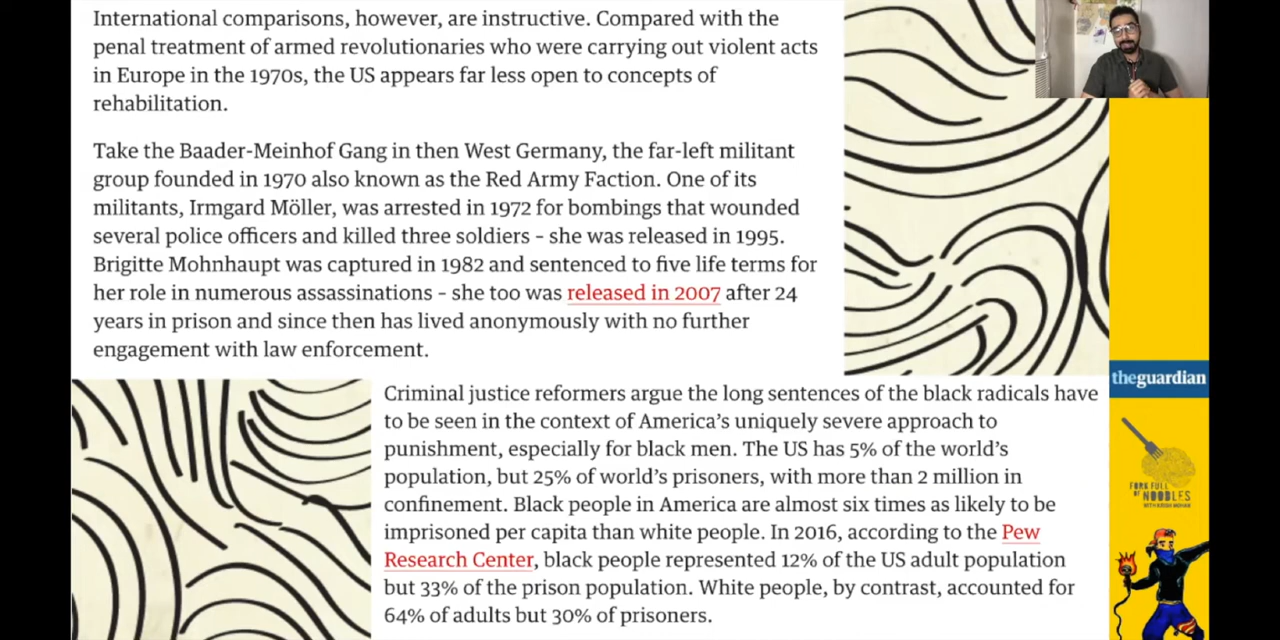 International comparisons, however, are instructive. Compared with the
penal treatment of armed revolutionaries who were carrying out violent acts
in Europe in the 1970s, the US appears far less open to concepts of
rehabilitation.
Take the Baader-Meinhof Gang in then West Germany, the far-left militant
group founded in 1970 also known as the Red Army Faction. One of its
militants, Irmgard Möller, was arrested in 1972 for bombings that wounded
several police officers and killed three soldiers – she was released in 1995.
Brigitte Mohnhaupt was captured in 1982 and sentenced to five life terms for
her role in numerous assassinations – she too was released in 2007 after 24
years in prison and since then has lived anonymously with no further
engagement with law enforcement.
theguardian
Criminal justice reformers argue the long sentences of the black radicals have
to be seen in the context of America's uniquely severe approach to
punishment, especially for black men. The US has 5% of the world's
population, but 25% of world's prisoners, with more than 2 million in
confinement. Black people in America are almost six times as likely to be
imprisoned per capita than white people. In 2016, according to the Pew
Research Center, black people represented 12% of the US adult population
but 33% of the prison population. White people, by contrast, accounted for
64% of adults but 30% of prisoners.
FORK FULL
OF NOODLES